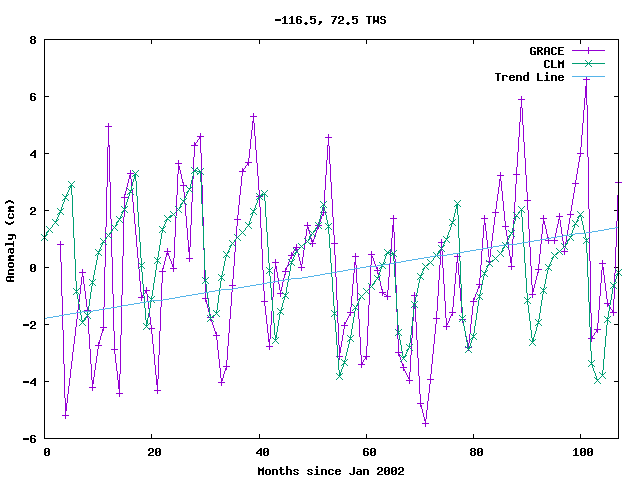 -116.5, 72.5 TWS
GRACE
CLM
Trend Line
Anomaly (cm)
8
6
4
2
0
-2
-4
-6
0 20 40 60 80 100
Months since Jan 2002